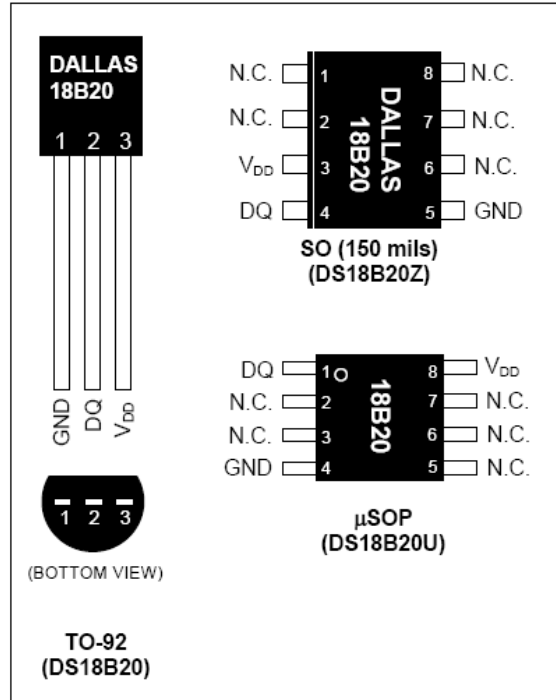 DALLAS
18B20
1 2 3
GND DQ VDD
1 2 3
(BOTTOM VIEW)
TO-92
(DS18B20)
N.C. 1 8 N.C.
N.C. 2 7 N.C.
VDD 3 6 N.C.
DQ 4 5 GND
DALLAS
18B20
SO (150 mils)
(DS18B20Z)
DQ 1 8 VDD
N.C. 2 7 N.C.
N.C. 3 6 N.C.
GND 4 5 N.C.
18B20
μSOP
(DS18B20U)